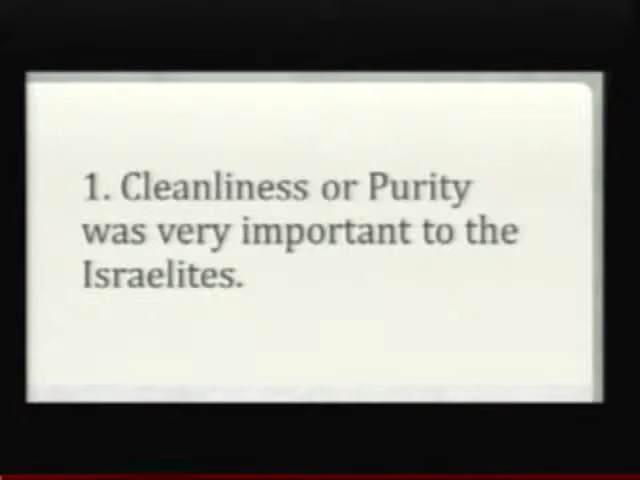 1. Cleanliness or Purity
was very important to the
Israelites.